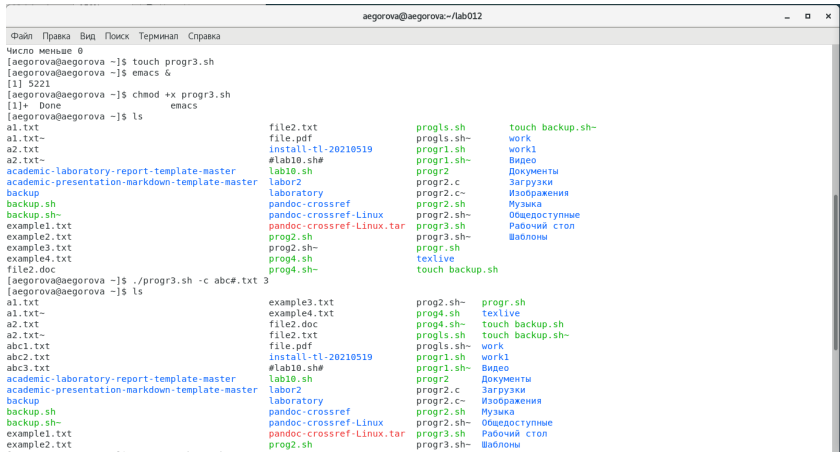 aegorova@aegorova:~/lab012
Файл Правка Вид Поиск Терминал Справка
Число меньше 0
[aegorova@aegorova ~]$ touch progr3.sh
[aegorova@aegorova ~]$ emacs &
[1] 5221
[aegorova@aegorova ~]$ chmod +x progr3.sh
[1]+ Done emacs
[aegorova@aegorova ~]$ ls
a1.txt file2.txt progls.sh touch backup.sh~
a1.txt~ file.pdf progls.sh~ work
a2.txt install-tl-20210519 progr1.sh work1
a2.txt~ #lab10.sh# progr1.sh~ Видео
academic-laboratory-report-template-master lab10.sh progr2 Документы
academic-presentation-markdown-template-master labor2 progr2.c Загрузки
backup laboratory progr2.c~ Изображения
backup.sh pandoc-crossref progr2.sh Музыка
backup.sh~ pandoc-crossref-Linux progr2.sh~ Общедоступные
example1.txt pandoc-crossref-Linux.tar progr3.sh Рабочий стол
example2.txt prog2.sh progr3.sh~ Шаблоны
example3.txt prog2.sh~ progr.sh
example4.txt prog4.sh texlive
file2.doc prog4.sh~ touch backup.sh
[aegorova@aegorova ~]$ ./progr3.sh -c abc#.txt 3
[aegorova@aegorova ~]$ ls
a1.txt example3.txt prog2.sh~ progr.sh
a1.txt~ example4.txt prog4.sh texlive
a2.txt file2.doc prog4.sh~ touch backup.sh
a2.txt~ file2.txt progls.sh touch backup.sh~
abc1.txt file.pdf progls.sh~ work
abc2.txt install-tl-20210519 progr1.sh work1
abc3.txt #lab10.sh# progr1.sh~ Видео
academic-laboratory-report-template-master lab10.sh progr2 Документы
academic-presentation-markdown-template-master labor2 progr2.c Загрузки
backup laboratory progr2.c~ Изображения
backup.sh pandoc-crossref progr2.sh Музыка
backup.sh~ pandoc-crossref-Linux progr2.sh~ Общедоступные
example1.txt pandoc-crossref-Linux.tar progr3.sh Рабочий стол
example2.txt prog2.sh progr3.sh~ Шаблоны